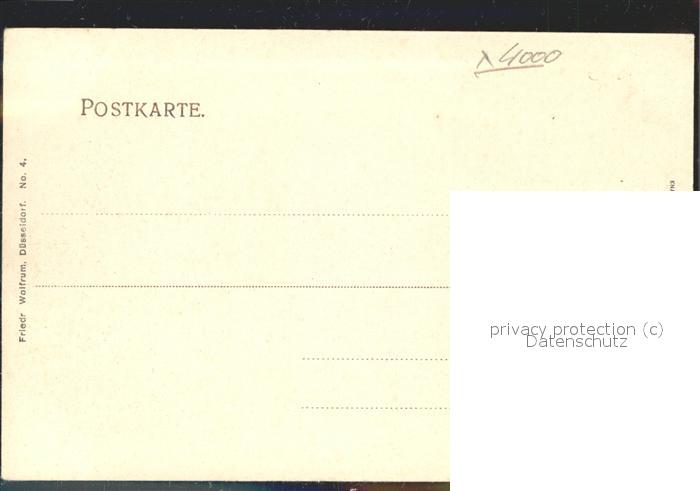 4000
POSTKARTE.
Friedr Wolfrum, Düsseldorf. No. 4.
privacy protection (c)
Datenschutz